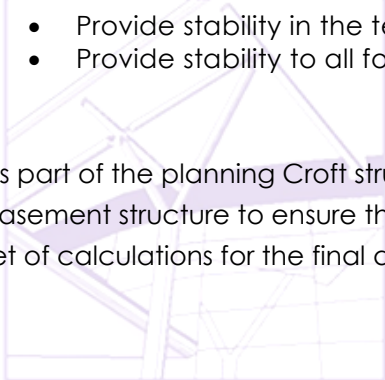 • Provide stability in the te
• Provide stability to all fo
s part of the planning Croft stru
asement structure to ensure th
et of calculations for the final d